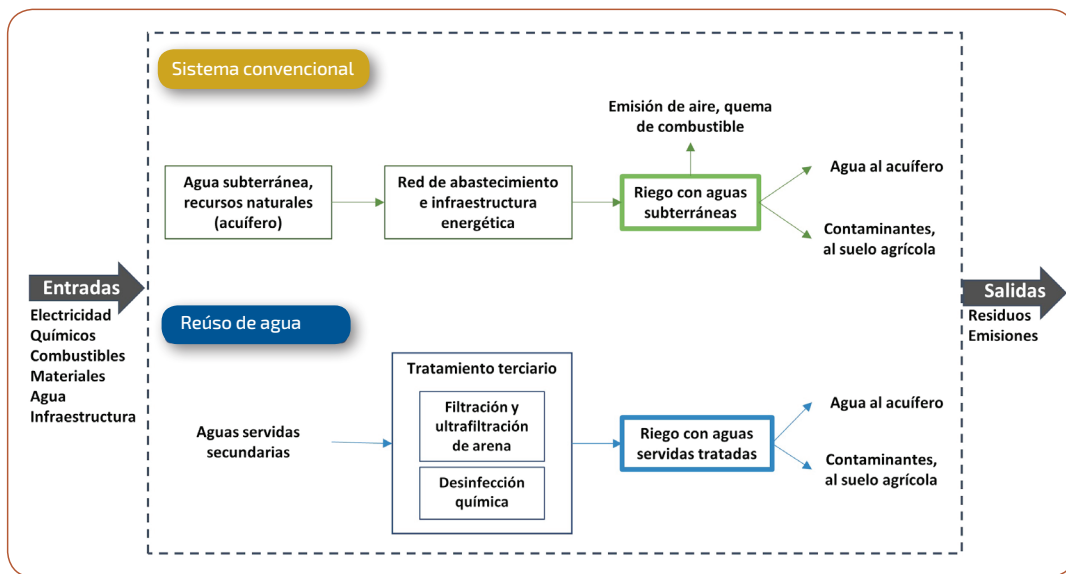 Sistema convencional
Emisión de aire, quema
de combustible
Agua subterránea,
recursos naturales
(acuífero)
Red de abastecimiento
e infraestructura
energética
Riego con aguas
subterráneas
Agua al acuífero
Contaminantes,
al suelo agrícola
Entradas
Electricidad
Químicos
Combustibles
Materiales
Agua
Infraestructura
Salidas
Residuos
Emisiones
Reúso de agua
Aguas servidas
secundarias
Tratamiento terciario
Filtración y
ultrafiltración
de arena
Desinfección
química
Riego con aguas
servidas tratadas
Agua al acuífero
Contaminantes,
al suelo agrícola